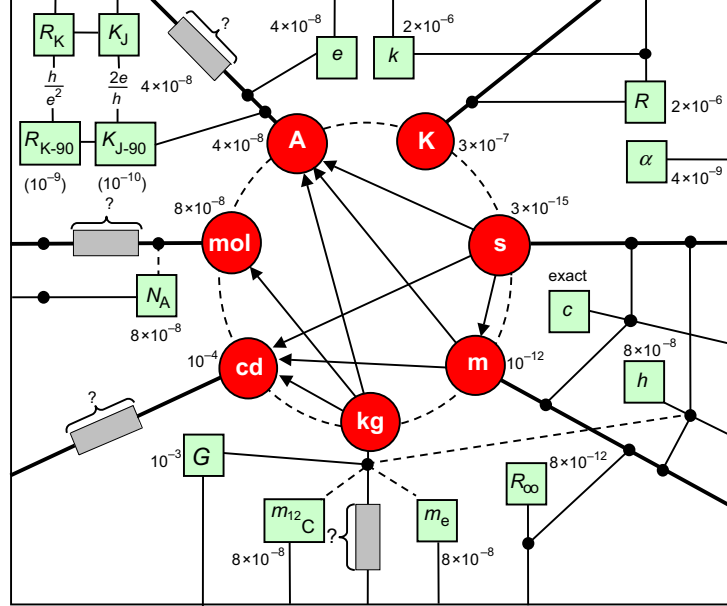 4×10⁻⁸
2×10⁻⁶
R_K
K_J
?
e
k
h/e²
2e/h
4×10⁻⁸
R
2×10⁻⁶
R_K-90
K_J-90
4×10⁻⁸
A
K
3×10⁻⁷
α
4×10⁻⁹
(10⁻⁹)
(10⁻¹⁰)
?
8×10⁻⁸
3×10⁻¹⁵
mol
s
exact
N_A
c
8×10⁻⁸
8×10⁻⁸
10⁻⁴
cd
m
10⁻¹²
h
?
kg
10⁻³
G
8×10⁻¹²
R∞
m₁₂C
?
m_e
8×10⁻⁸
8×10⁻⁸